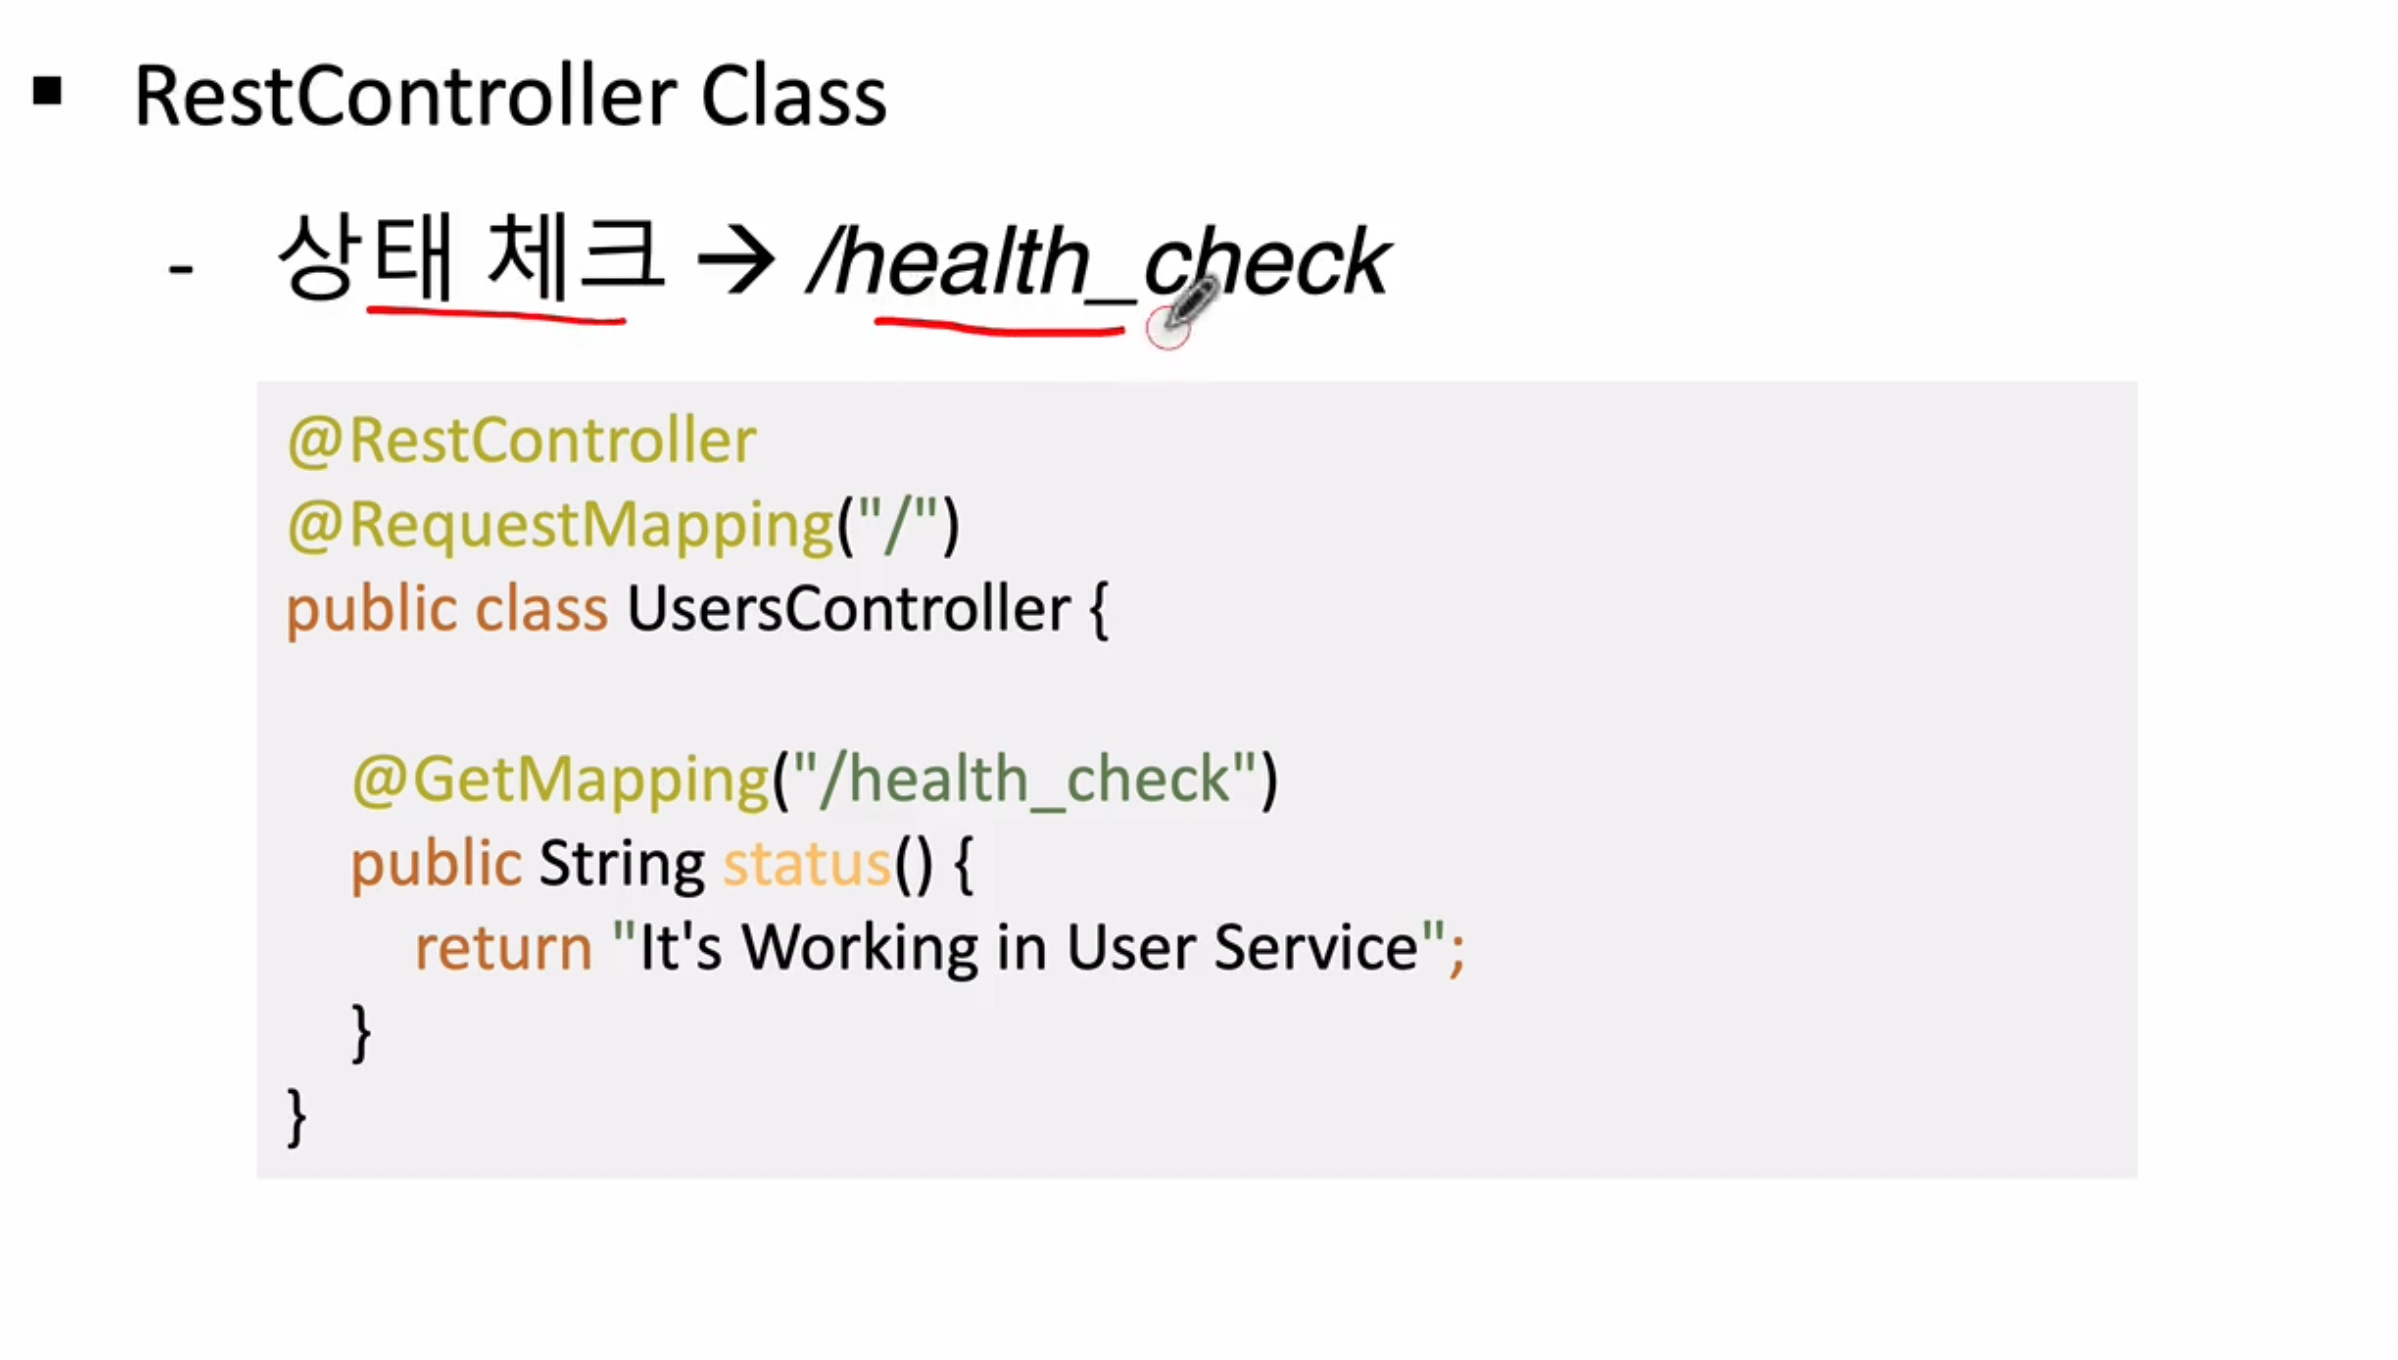 ▪ RestController Class
- 상태 체크 → /health_check
@RestController
@RequestMapping("/")
public class UsersController {
@GetMapping("/health_check")
public String status() {
return "It's Working in User Service";
}
}